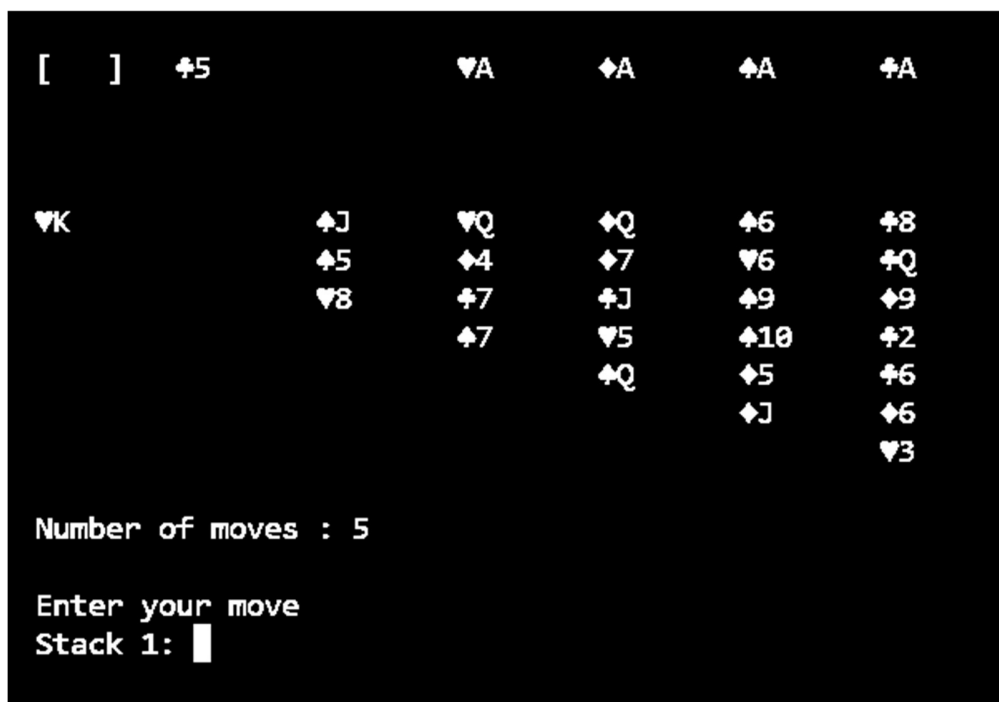 [ ] ♣5 ♥A ♦A ♠A ♣A
♥K ♠J ♥Q ♦Q ♠6 ♣8
♠5 ♦4 ♦7 ♥6 ♣Q
♥8 ♣7 ♣J ♠9 ♦9
♠7 ♥5 ♠10 ♣2
♠Q ♦5 ♣6
♦J ♦6
♥3
Number of moves : 5
Enter your move
Stack 1: